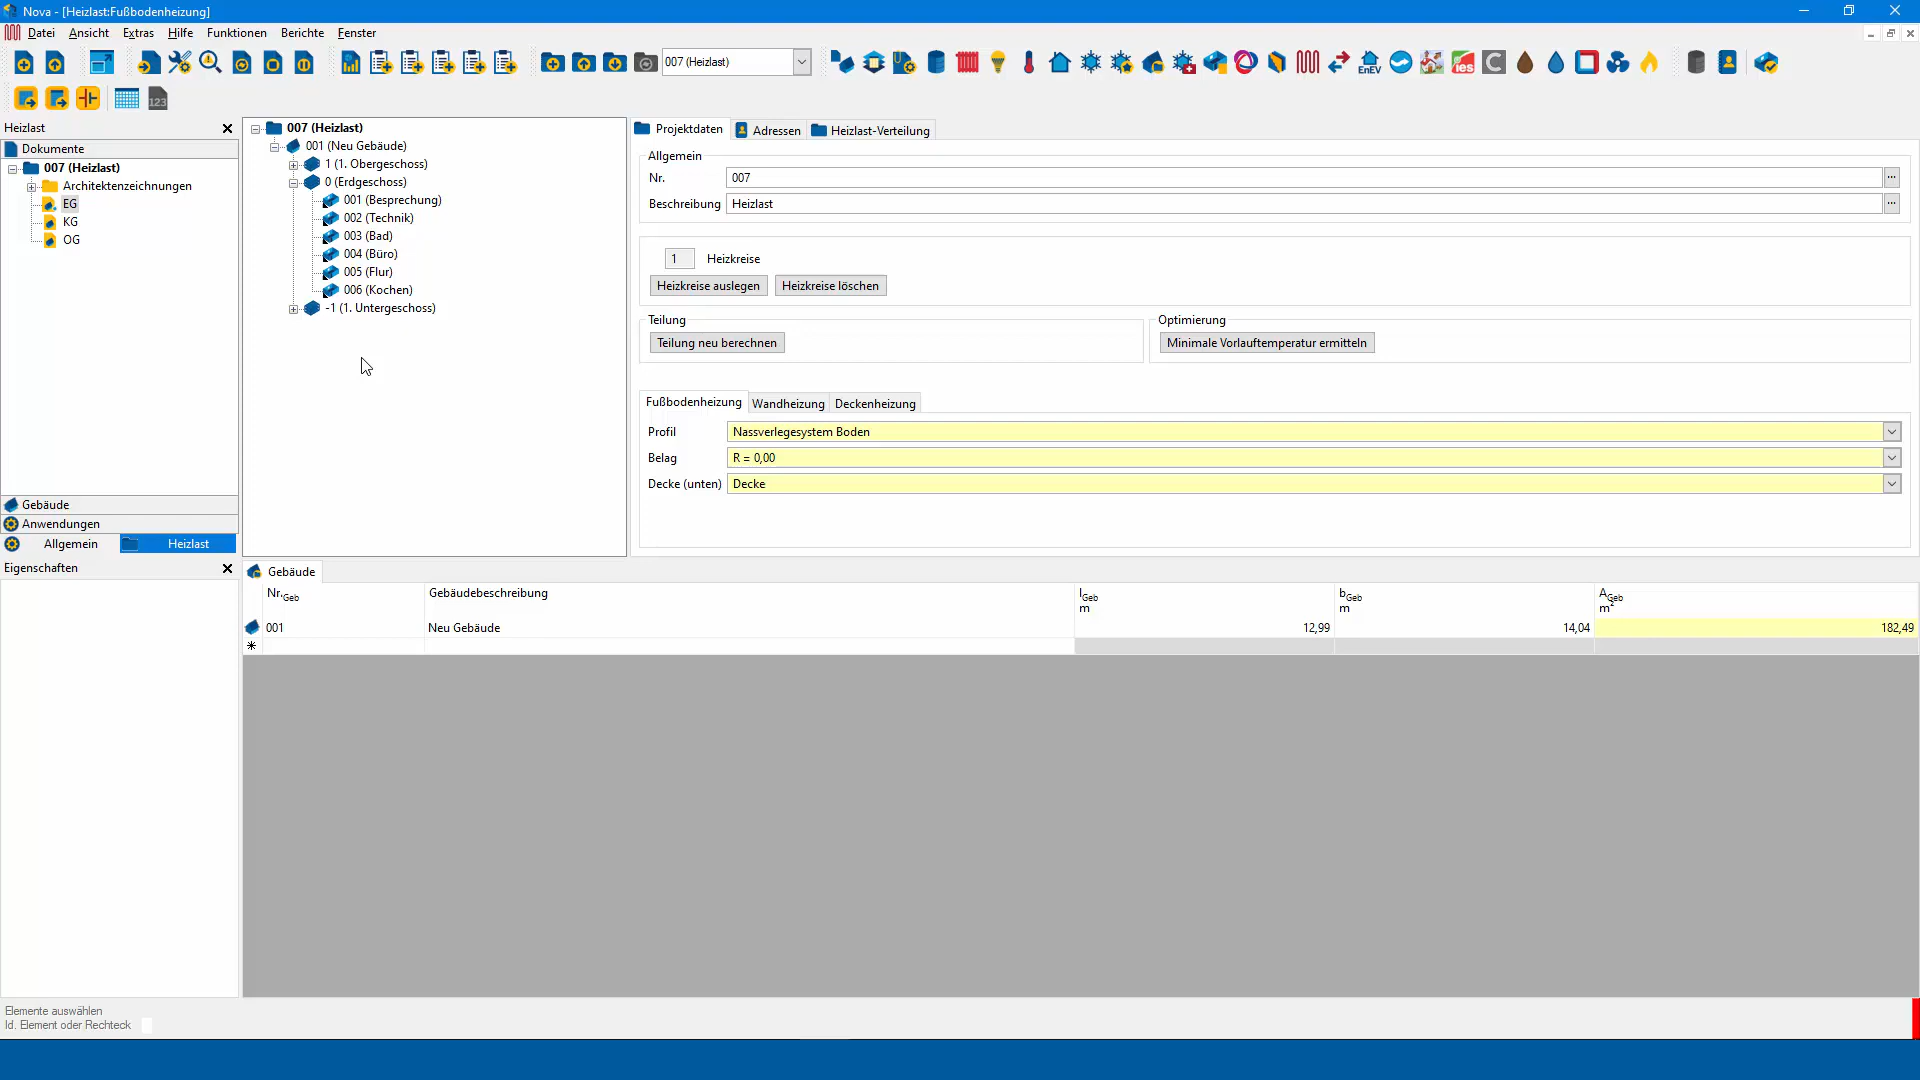 Nova - [Heizlast:Fußbodenheizung]
Datei Ansicht Extras Hilfe Funktionen Berichte Fenster
007 (Heizlast)
EnEV
ies
C
123
Heizlast
Dokumente
007 (Heizlast)
Architektenzeichnungen
EG
KG
OG
Gebäude
Anwendungen
Allgemein Heizlast
Eigenschaften
007 (Heizlast)
001 (Neu Gebäude)
1 (1. Obergeschoss)
0 (Erdgeschoss)
001 (Besprechung)
002 (Technik)
003 (Bad)
004 (Büro)
005 (Flur)
006 (Kochen)
-1 (1. Untergeschoss)
Projektdaten Adressen Heizlast-Verteilung
Allgemein
Nr. 007 ...
Beschreibung Heizlast ...
1 Heizkreise
Heizkreise auslegen Heizkreise löschen
Teilung Optimierung
Teilung neu berechnen Minimale Vorlauftemperatur ermitteln
Fußbodenheizung Wandheizung Deckenheizung
Profil Nassverlegesystem Boden
Belag R = 0,00
Decke (unten) Decke
Gebäude
Nr.Geb Gebäudebeschreibung lGeb bGeb AGeb
m m m²
001 Neu Gebäude 12,99 14,04 182,49
Elemente auswählen
Id. Element oder Rechteck